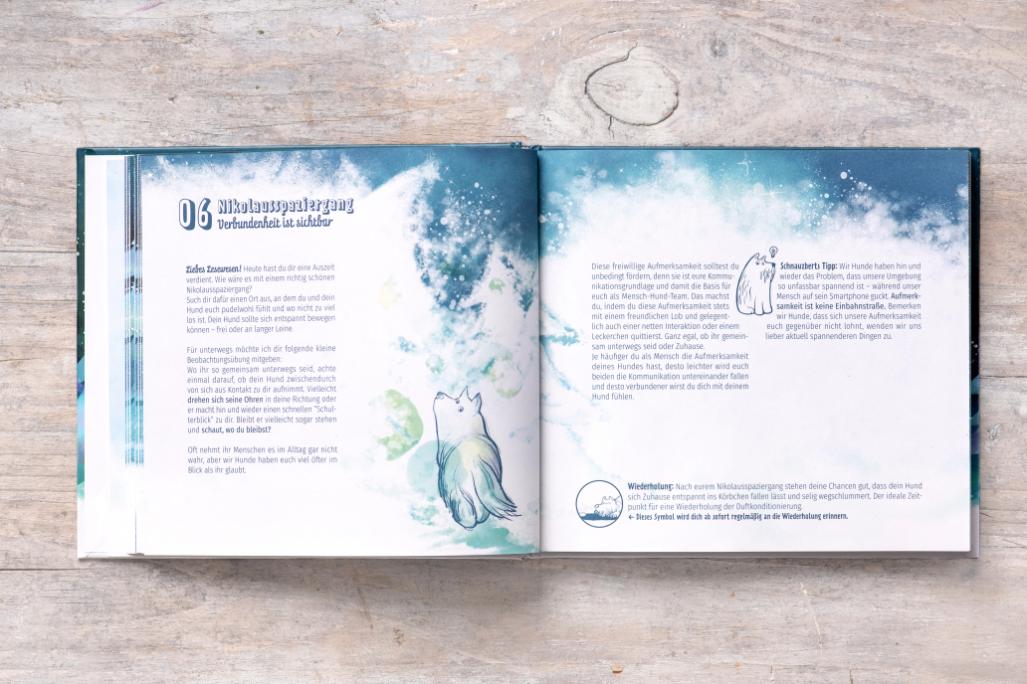 06 Nikolausspaziergang
Verbundenheit ist sichtbar
Liebes Lesewesen! Heute hast du dir eine Auszeit
verdient. Wie wäre es mit einem richtig schönen
Nikolausspaziergang?
Such dir dafür einen Ort aus, an dem du und dein
Hund euch pudelwohl fühlt und wo nicht zu viel
los ist. Dein Hund sollte sich entspannt bewegen
können – frei oder an langer Leine.
Für unterwegs möchte ich dir folgende kleine
Beobachtungsübung mitgeben:
Wo ihr so gemeinsam unterwegs seid, achte
einmal darauf, ob dein Hund zwischendurch
von sich aus Kontakt zu dir aufnimmt. Vielleicht
drehen sich seine Ohren in deine Richtung oder
er macht hin und wieder einen schnellen "Schul-
terblick" zu dir. Bleibt er vielleicht sogar stehen
und schaut, wo du bleibst?
Oft nehmt ihr Menschen es im Alltag gar nicht
wahr, aber wir Hunde haben euch viel öfter im
Blick als ihr glaubt.
Diese freiwillige Aufmerksamkeit solltest du
unbedingt fördern, denn sie ist eure Kommu-
nikationsgrundlage und damit die Basis für
euch als Mensch-Hund-Team. Das machst
du, indem du diese Aufmerksamkeit stets
mit einem freundlichen Lob und gelegent-
lich auch einer netten Interaktion oder einem
Leckerchen quittierst. Ganz egal, ob ihr gemein-
sam unterwegs seid oder Zuhause.
Je häufiger du als Mensch die Aufmerksamkeit
deines Hundes hast, desto leichter wird euch
beiden die Kommunikation untereinander fallen
und desto verbundener wirst du dich mit deinem
Hund fühlen.
Schnauzberts Tipp: Wir Hunde haben hin und
wieder das Problem, dass unsere Umgebung
so unfassbar spannend ist – während unser
Mensch auf sein Smartphone guckt. Aufmerk-
samkeit ist keine Einbahnstraße. Bemerken
wir Hunde, dass sich unsere Aufmerksamkeit
euch gegenüber nicht lohnt, wenden wir uns
lieber aktuell spannenderen Dingen zu.
Wiederholung: Nach eurem Nikolausspaziergang stehen deine Chancen gut, dass dein Hund
sich Zuhause entspannt ins Körbchen fallen lässt und selig wegschlummert. Der ideale Zeit-
punkt für eine Wiederholung der Duftkonditionierung.
← Dieses Symbol wird dich ab sofort regelmäßig an die Wiederholung erinnern.